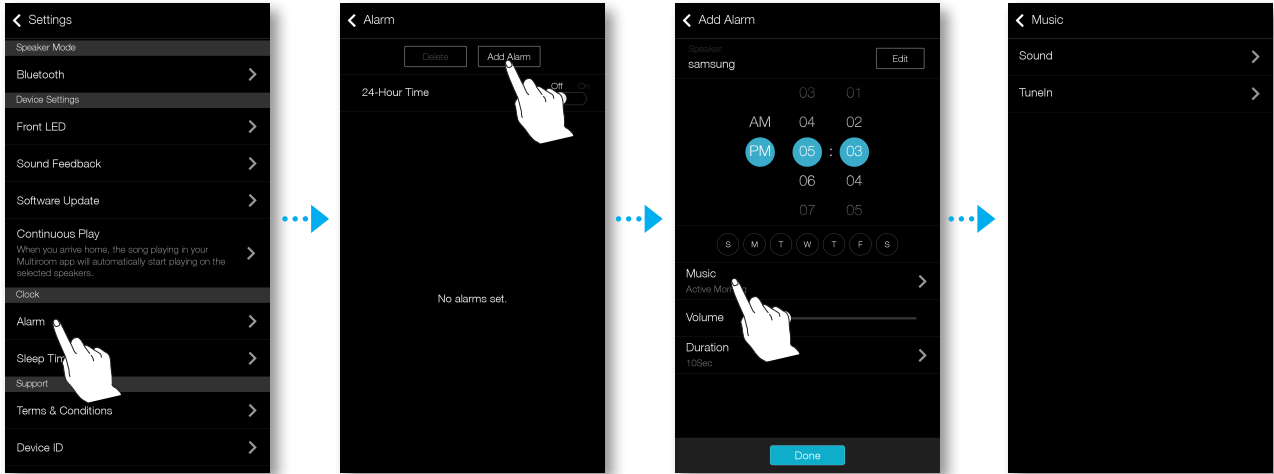 Settings
Speaker Mode
Bluetooth
Device Settings
Front LED
Sound Feedback
Software Update
Continuous Play
When you arrive home, the song playing in your
Multiroom app will automatically start playing on the
selected speakers.
Clock
Alarm
Sleep
Support
Terms & Conditions
Device ID
Alarm
Delete
Add Alarm
24-Hour Time
Off On
No alarms set.
Add Alarm
Speaker
samsung
Edit
03 01
AM 04 02
PM 05 : 03
06 04
07 05
S M T W T F S
Music
Active
Volume
Duration
10Sec
Done
Music
Sound
TuneIn